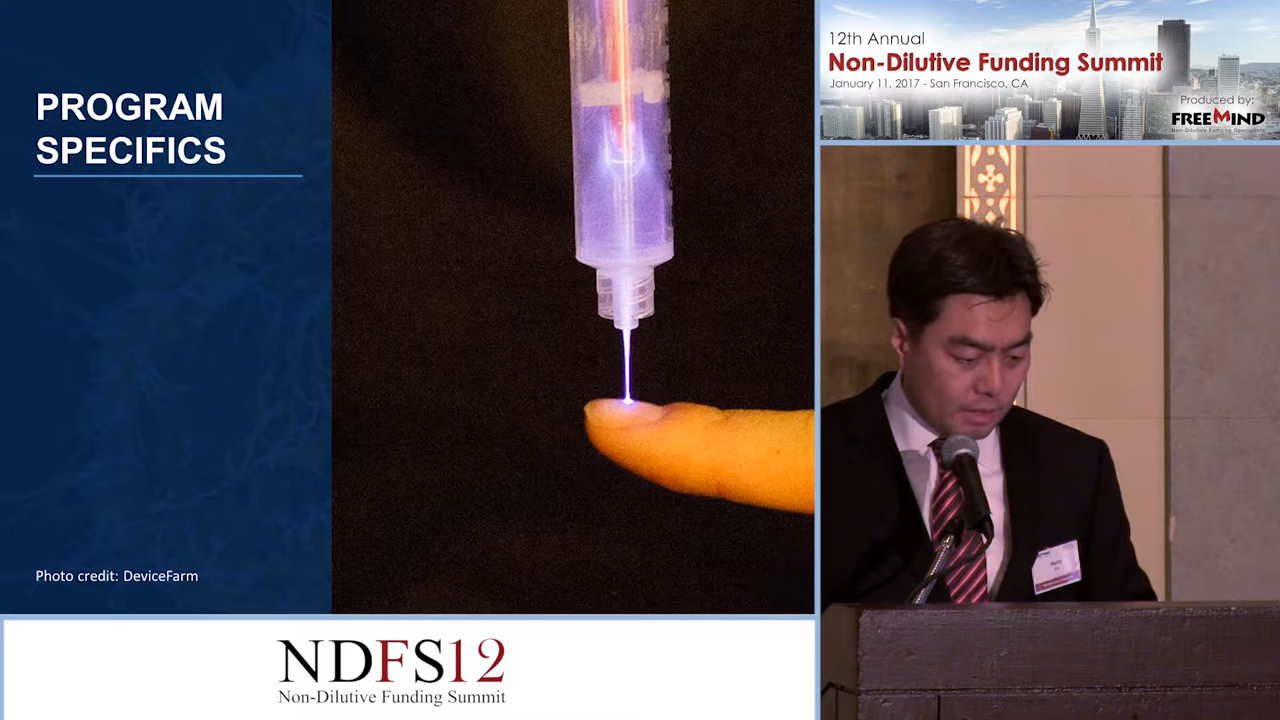 PROGRAM
SPECIFICS
Photo credit: DeviceFarm
NDFS12
Non-Dilutive Funding Summit
12th Annual
Non-Dilutive Funding Summit
January 11, 2017 - San Francisco, CA
Produced by:
FREEMIND
Non-Dilutive Funding Specialists